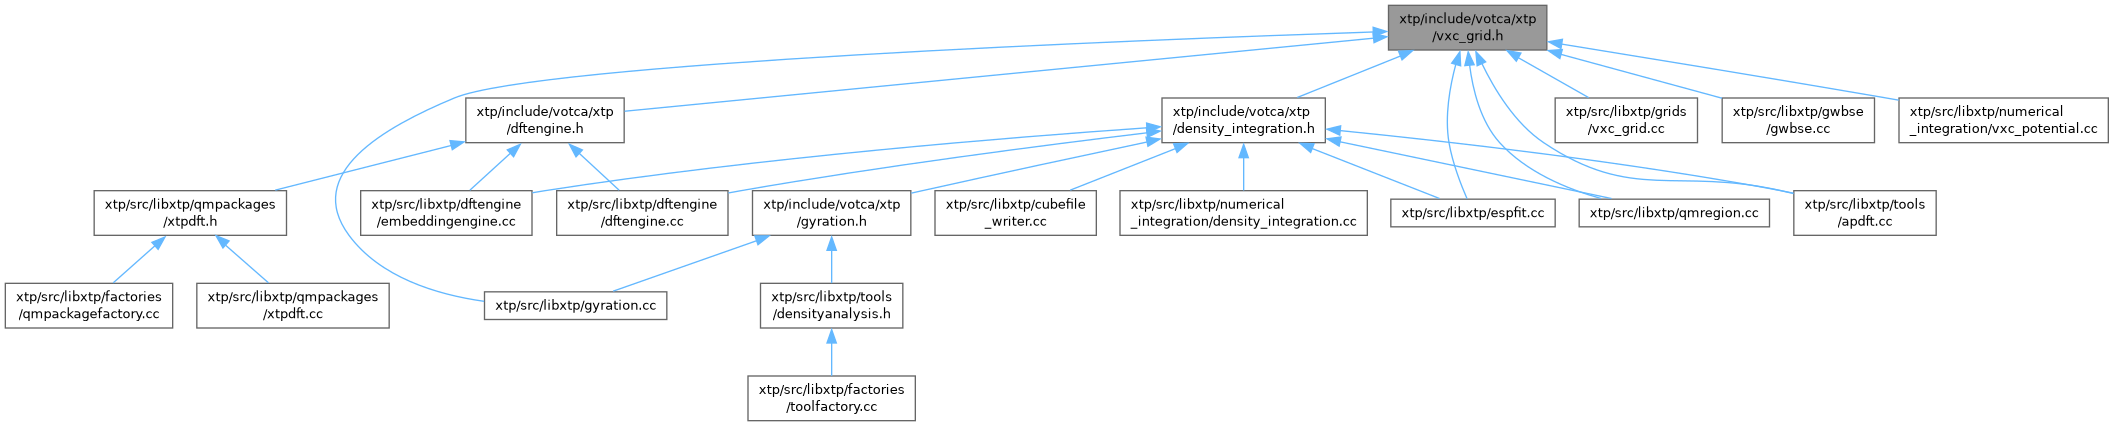 xtp/include/votca/xtp
/vxc_grid.h
xtp/include/votca/xtp
/dftengine.h
xtp/include/votca/xtp
/density_integration.h
xtp/src/libxtp/grids
/vxc_grid.cc
xtp/src/libxtp/gwbse
/gwbse.cc
xtp/src/libxtp/numerical
_integration/vxc_potential.cc
xtp/src/libxtp/qmpackages
/xtpdft.h
xtp/src/libxtp/dftengine
/embeddingengine.cc
xtp/src/libxtp/dftengine
/dftengine.cc
xtp/include/votca/xtp
/gyration.h
xtp/src/libxtp/cubefile
_writer.cc
xtp/src/libxtp/numerical
_integration/density_integration.cc
xtp/src/libxtp/espfit.cc
xtp/src/libxtp/qmregion.cc
xtp/src/libxtp/tools
/apdft.cc
xtp/src/libxtp/factories
/qmpackagefactory.cc
xtp/src/libxtp/qmpackages
/xtpdft.cc
xtp/src/libxtp/gyration.cc
xtp/src/libxtp/tools
/densityanalysis.h
xtp/src/libxtp/factories
/toolfactory.cc